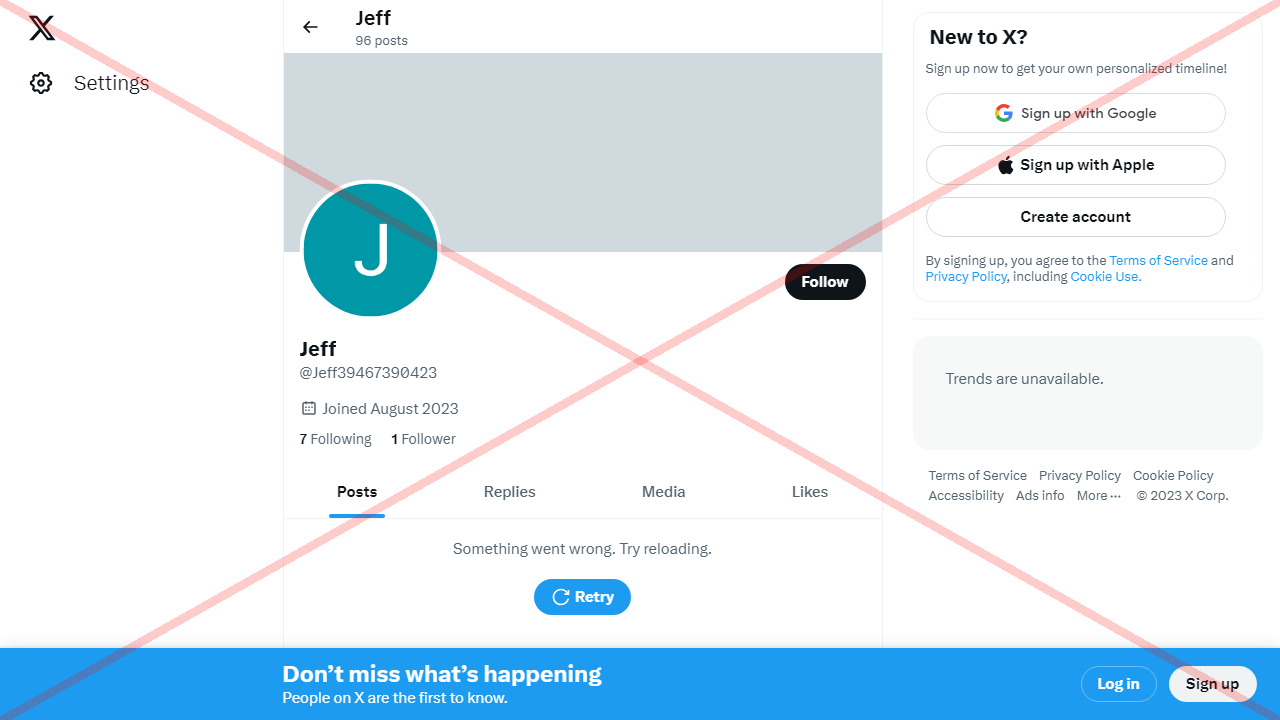 Settings
Jeff
96 posts
J
Follow
Jeff
@Jeff39467390423
Joined August 2023
7 Following 1 Follower
Posts Replies Media Likes
Something went wrong. Try reloading.
Retry
New to X?
Sign up now to get your own personalized timeline!
Sign up with Google
Sign up with Apple
Create account
By signing up, you agree to the Terms of Service and
Privacy Policy, including Cookie Use.
Trends are unavailable.
Terms of Service Privacy Policy Cookie Policy
Accessibility Ads info More ··· © 2023 X Corp.
Don’t miss what’s happening
People on X are the first to know.
Log in
Sign up